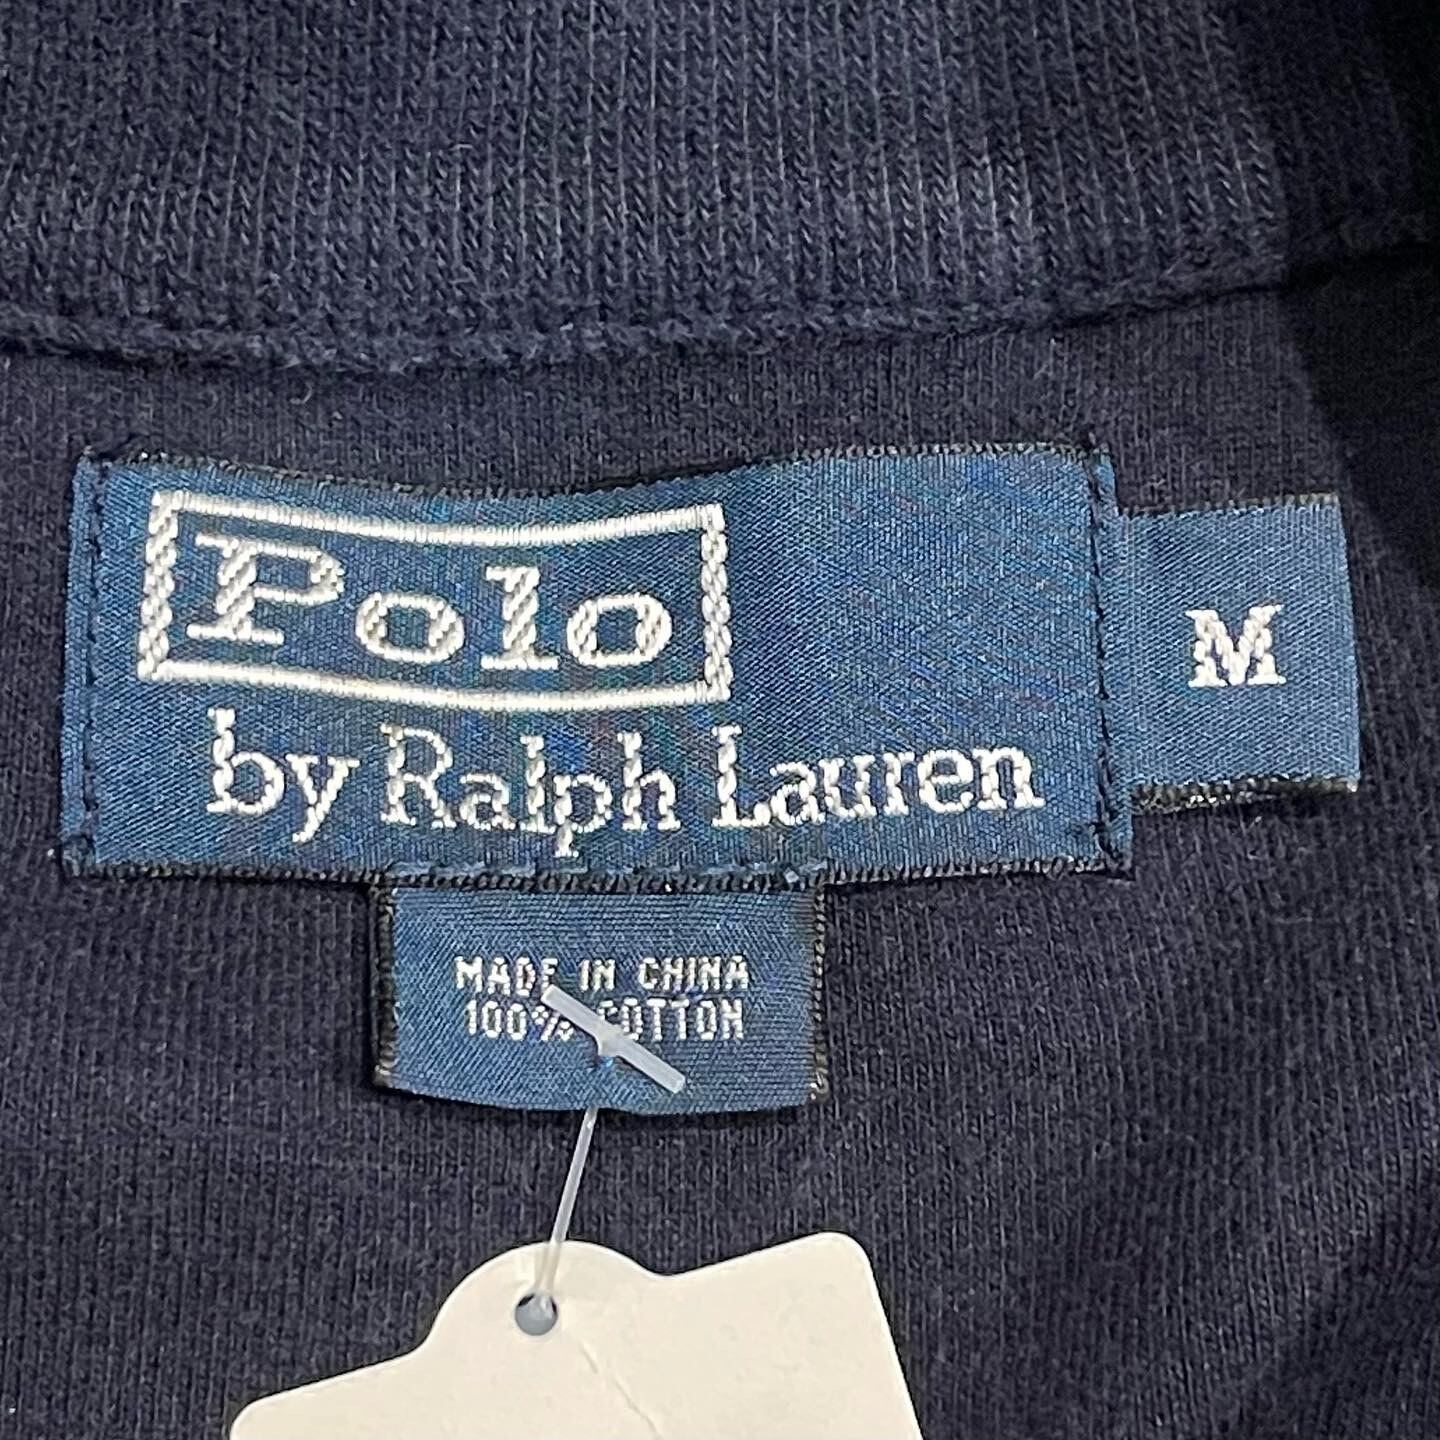 Polo
by Ralph Lauren
M
MADE IN CHINA
100% COTTON